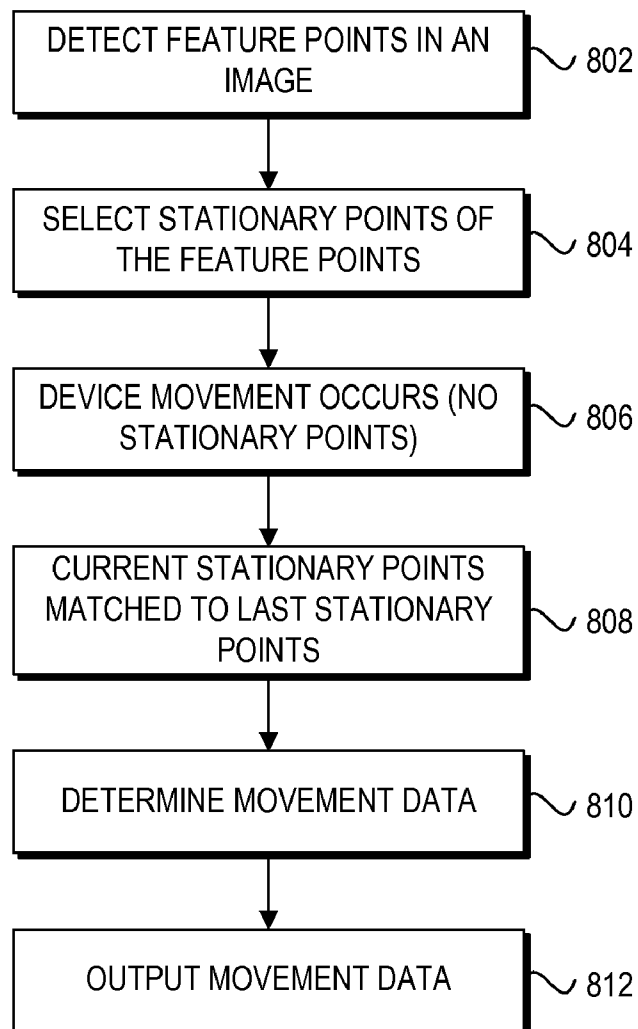 DETECT FEATURE POINTS IN AN
IMAGE
802
SELECT STATIONARY POINTS OF
THE FEATURE POINTS
804
DEVICE MOVEMENT OCCURS (NO
STATIONARY POINTS)
806
CURRENT STATIONARY POINTS
MATCHED TO LAST STATIONARY
POINTS
808
DETERMINE MOVEMENT DATA
810
OUTPUT MOVEMENT DATA
812